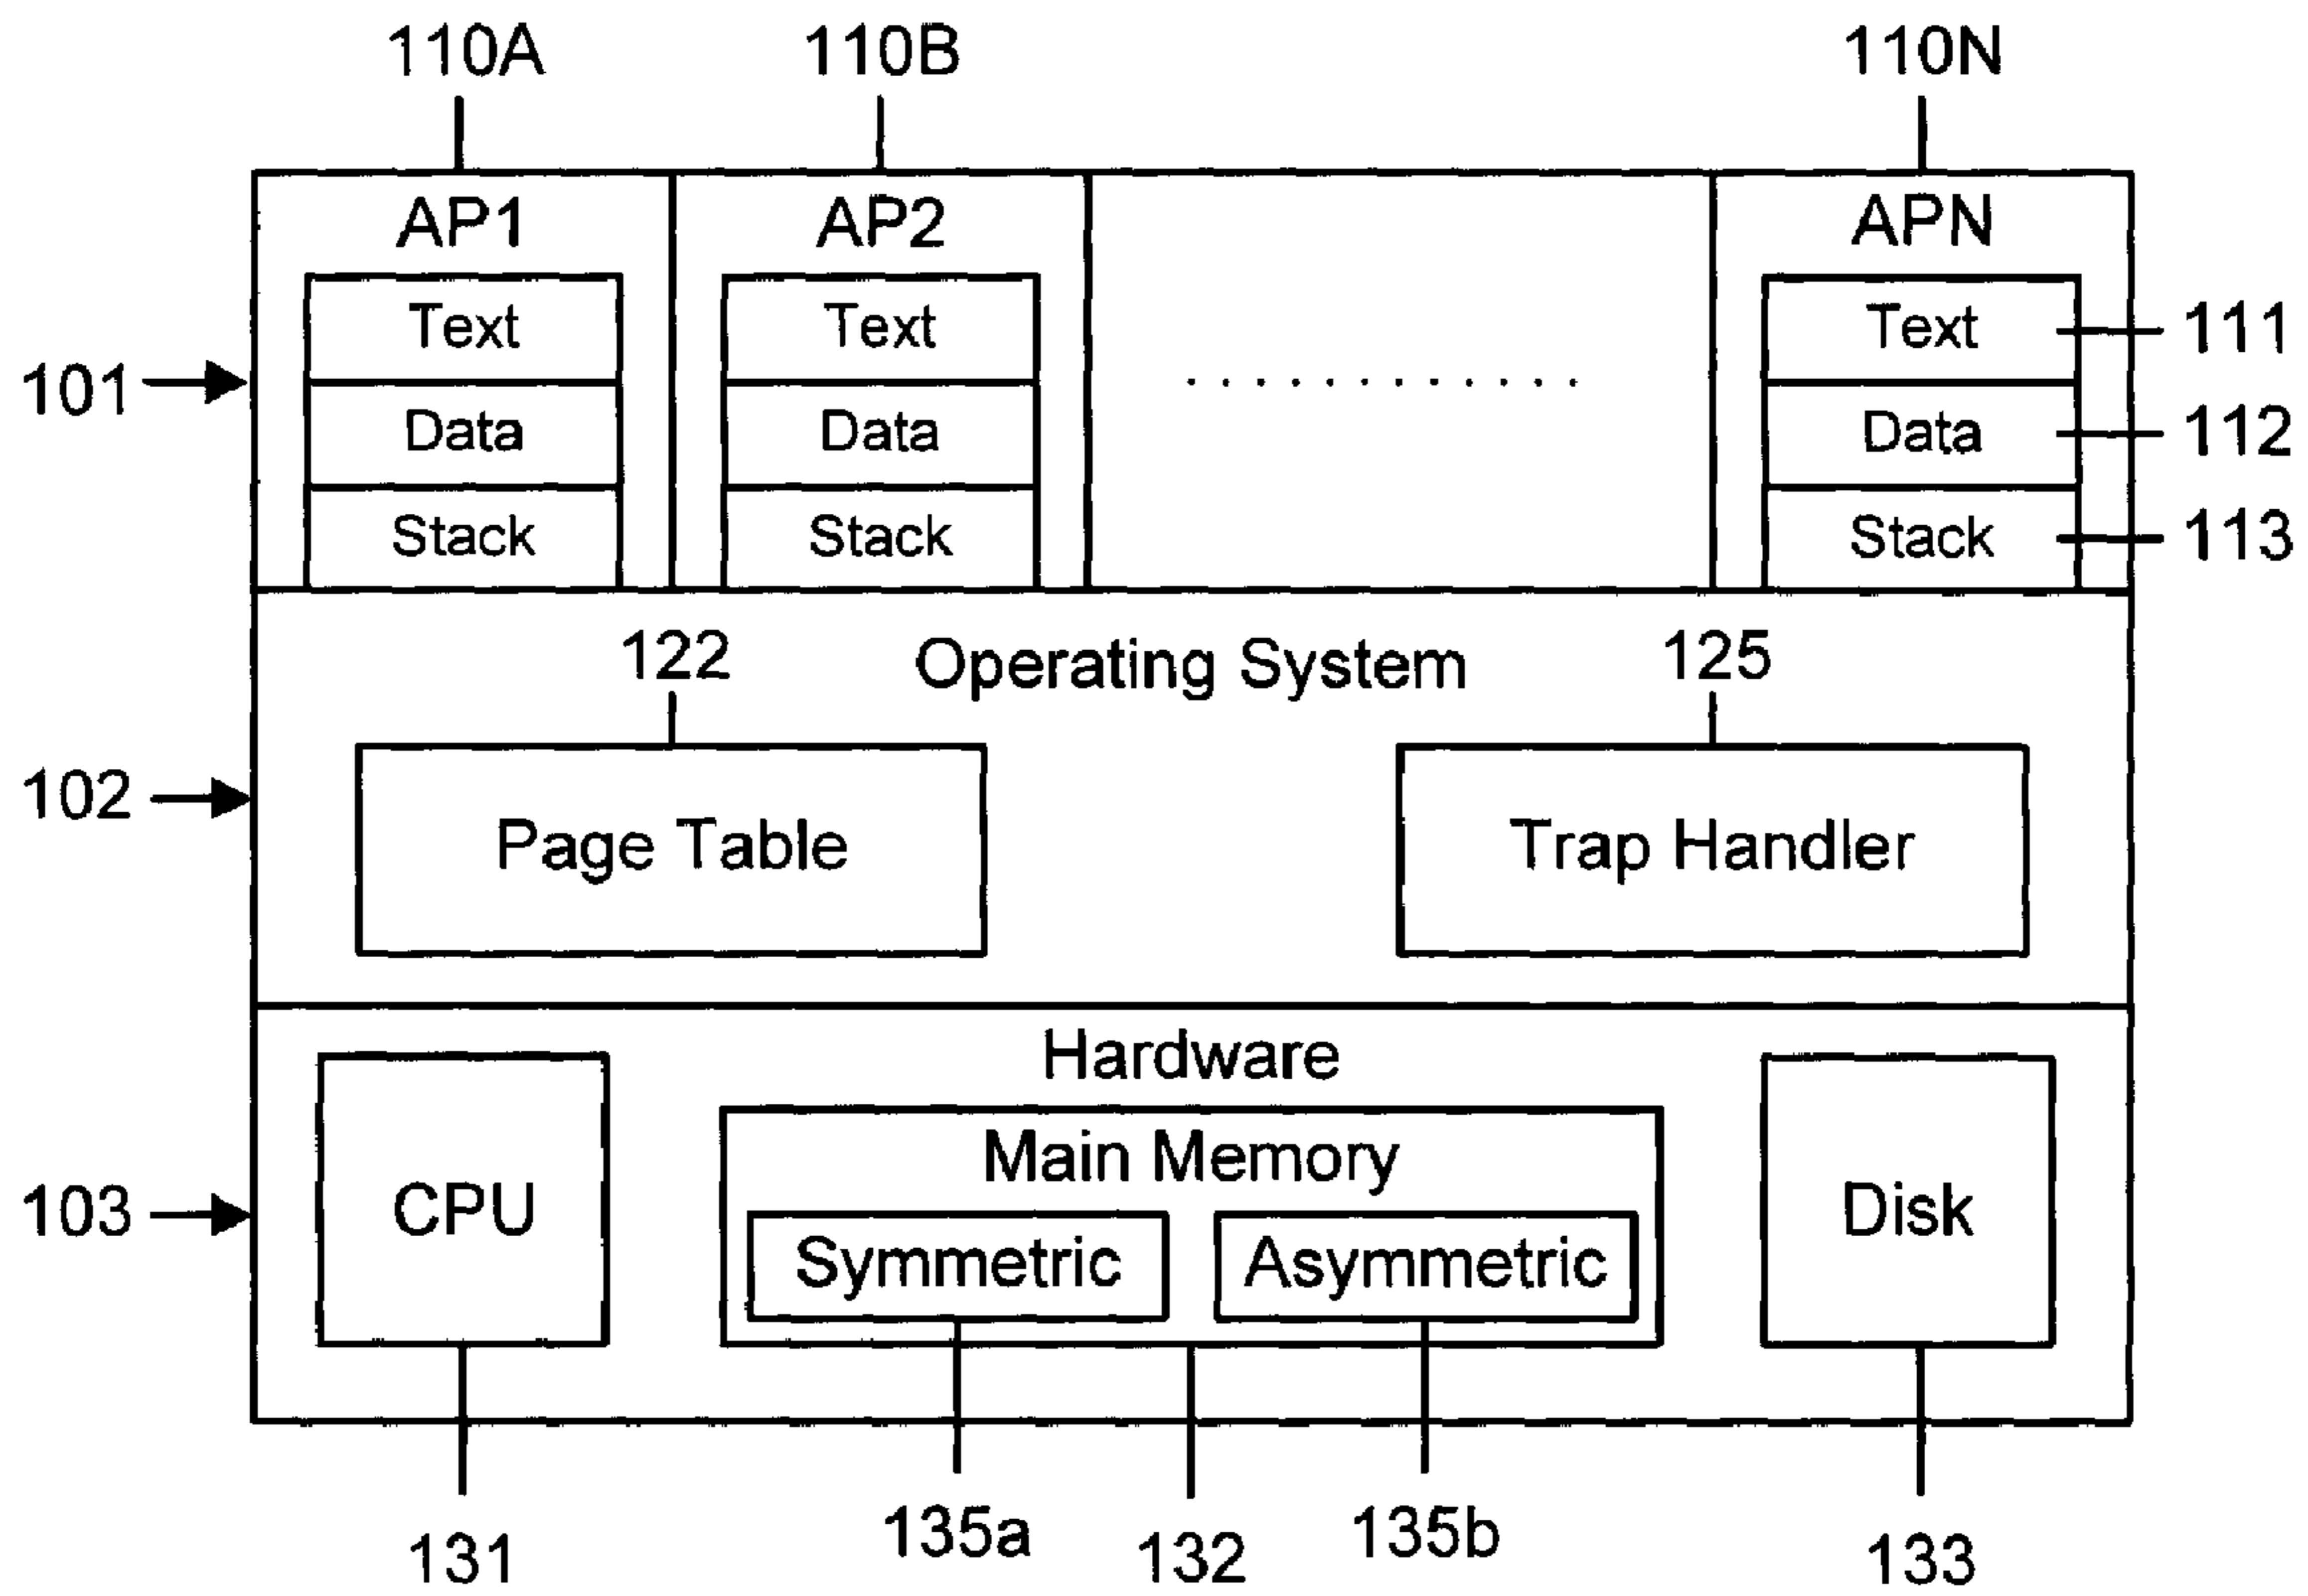 110A 110B 110N
AP1 AP2 APN
Text Text Text 111
101 . . . . . . . . . . . .
Data Data Data 112
Stack Stack Stack 113
122 Operating System 125
102
Page Table Trap Handler
Hardware
Main Memory
103 CPU Disk
Symmetric Asymmetric
135a 135b
131 132 133